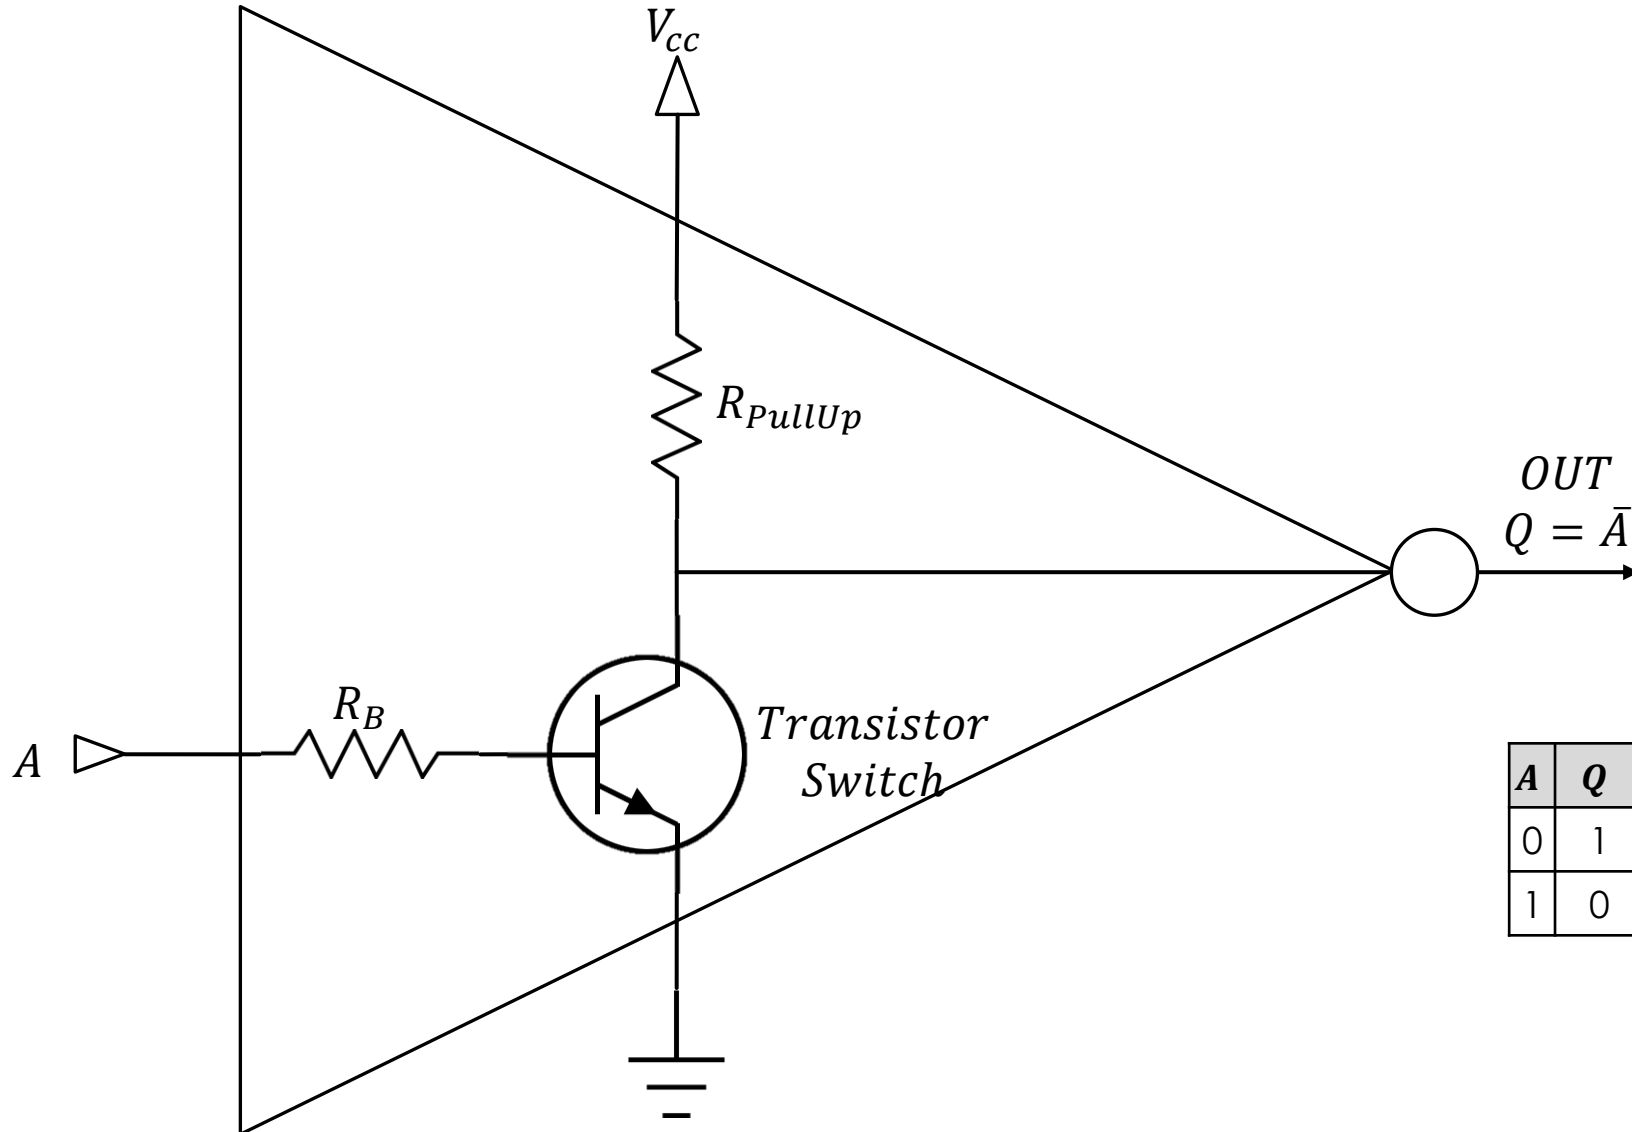 V_cc
R_PullUp
OUT
Q = Ā
R_B
A
Transistor
Switch
A Q
0 1
1 0